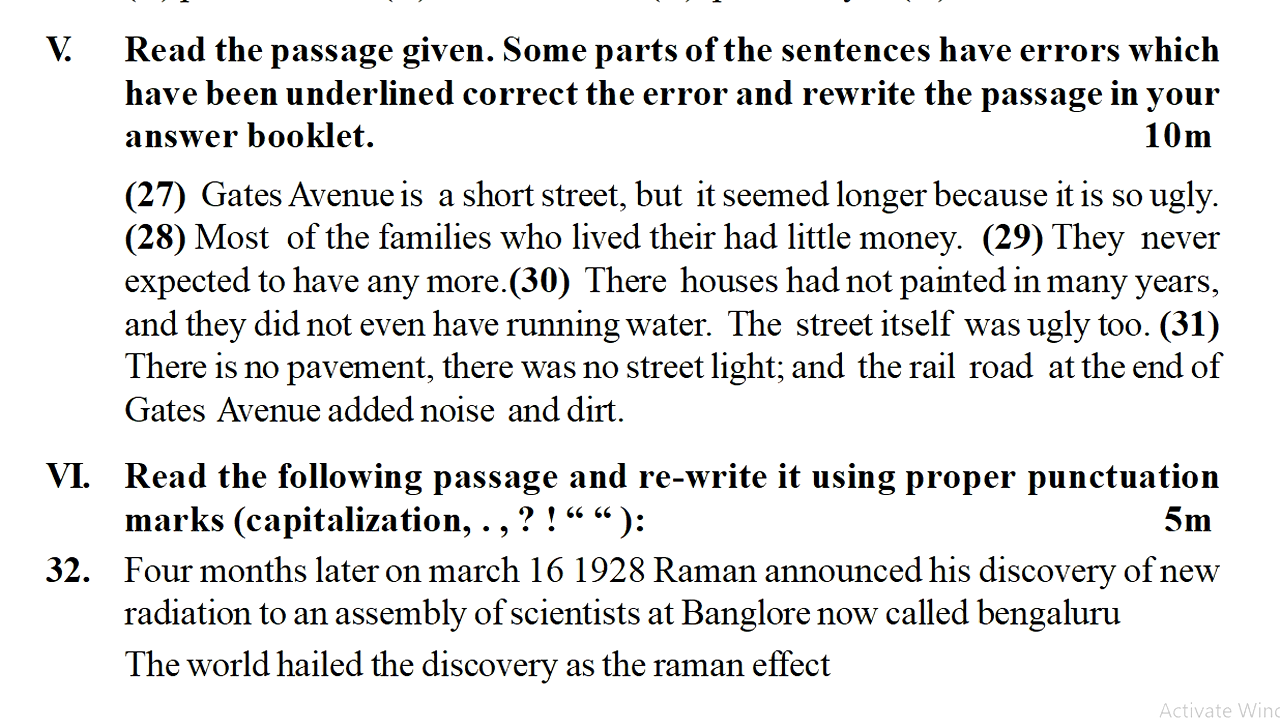 V. Read the passage given. Some parts of the sentences have errors which
have been underlined correct the error and rewrite the passage in your
answer booklet. 10m
(27) Gates Avenue is a short street, but it seemed longer because it is so ugly.
(28) Most of the families who lived their had little money. (29) They never
expected to have any more.(30) There houses had not painted in many years,
and they did not even have running water. The street itself was ugly too. (31)
There is no pavement, there was no street light; and the rail road at the end of
Gates Avenue added noise and dirt.
VI. Read the following passage and re-write it using proper punctuation
marks (capitalization, . , ? ! “ “ ): 5m
32. Four months later on march 16 1928 Raman announced his discovery of new
radiation to an assembly of scientists at Banglore now called bengaluru
The world hailed the discovery as the raman effect
Activate